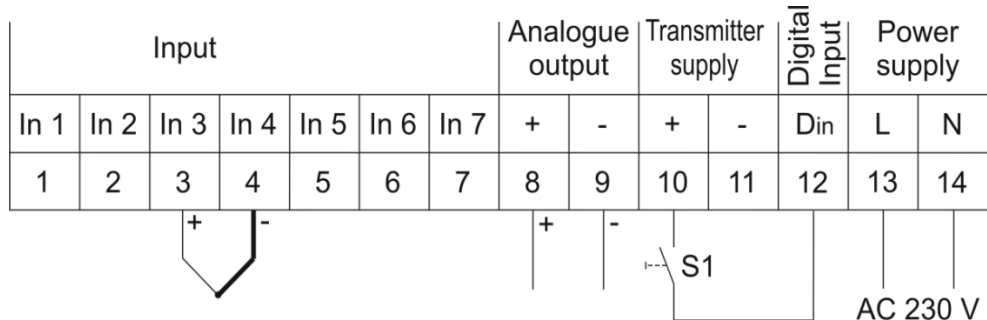 Input
Analogue output
Transmitter supply
Digital Input
Power supply
In 1 In 2 In 3 In 4 In 5 In 6 In 7 + - + - Din L N
1 2 3 4 5 6 7 8 9 10 11 12 13 14
+ - + -
S1
AC 230 V